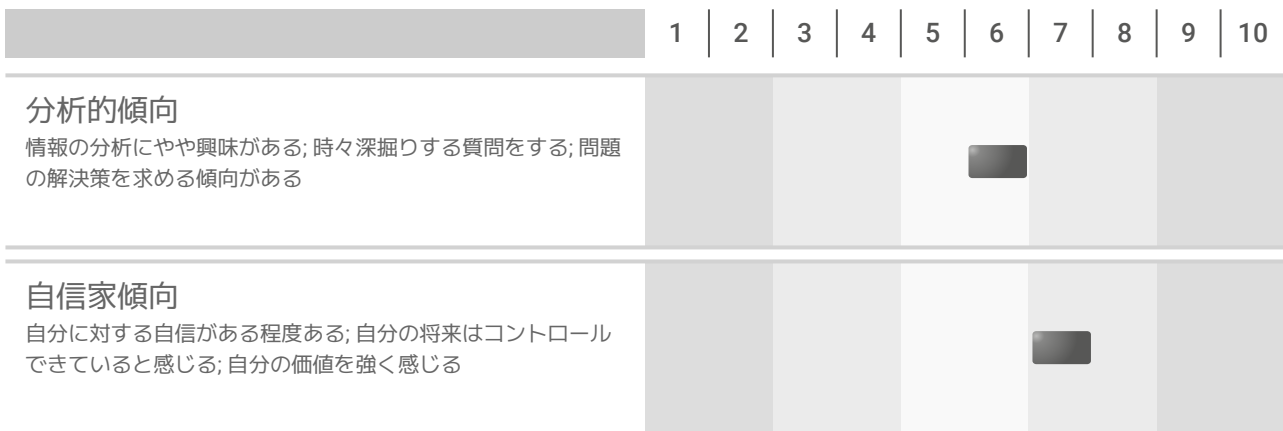 1 2 3 4 5 6 7 8 9 10
分析的傾向
情報の分析にやや興味がある; 時々深掘りする質問をする; 問題
の解決策を求める傾向がある
自信家傾向
自分に対する自信がある程度ある; 自分の将来はコントロール
できていると感じる; 自分の価値を強く感じる